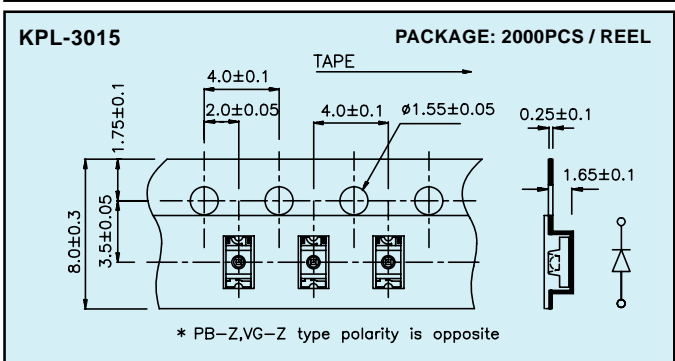 KPL-3015
PACKAGE: 2000PCS / REEL
TAPE
4.0±0.1
2.0±0.05
4.0±0.1
ø1.55±0.05
0.25±0.1
1.75±0.1
1.65±0.1
8.0±0.3
3.5±0.05
* PB-Z,VG-Z type polarity is opposite